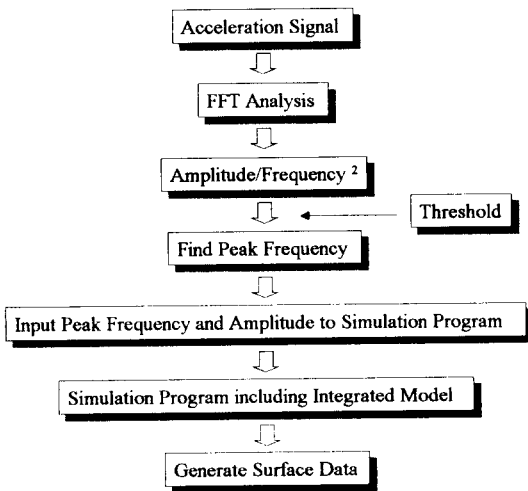 Acceleration Signal
FFT Analysis
Amplitude/Frequency ²
Threshold
Find Peak Frequency
Input Peak Frequency and Amplitude to Simulation Program
Simulation Program including Integrated Model
Generate Surface Data